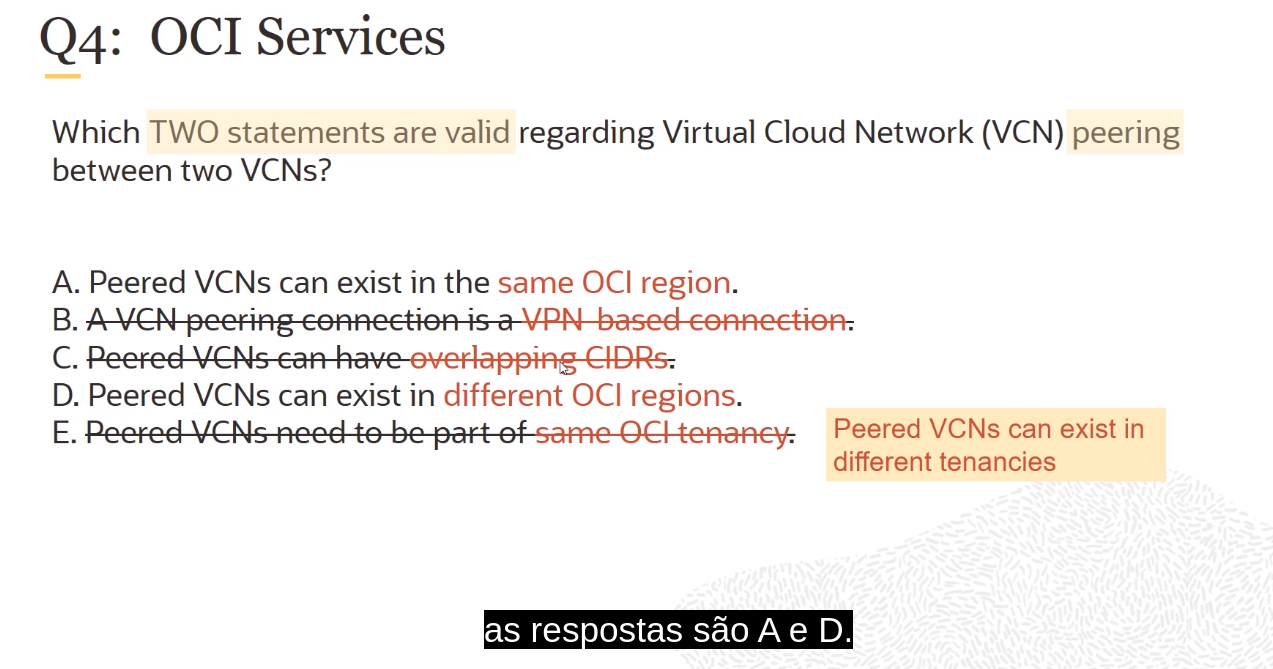 Q4: OCI Services
Which TWO statements are valid regarding Virtual Cloud Network (VCN) peering
between two VCNs?
A. Peered VCNs can exist in the same OCI region.
B. A VCN peering connection is a VPN-based connection.
C. Peered VCNs can have overlapping CIDRs.
D. Peered VCNs can exist in different OCI regions.
E. Peered VCNs need to be part of same OCI tenancy.
Peered VCNs can exist in
different tenancies
as respostas são A e D.